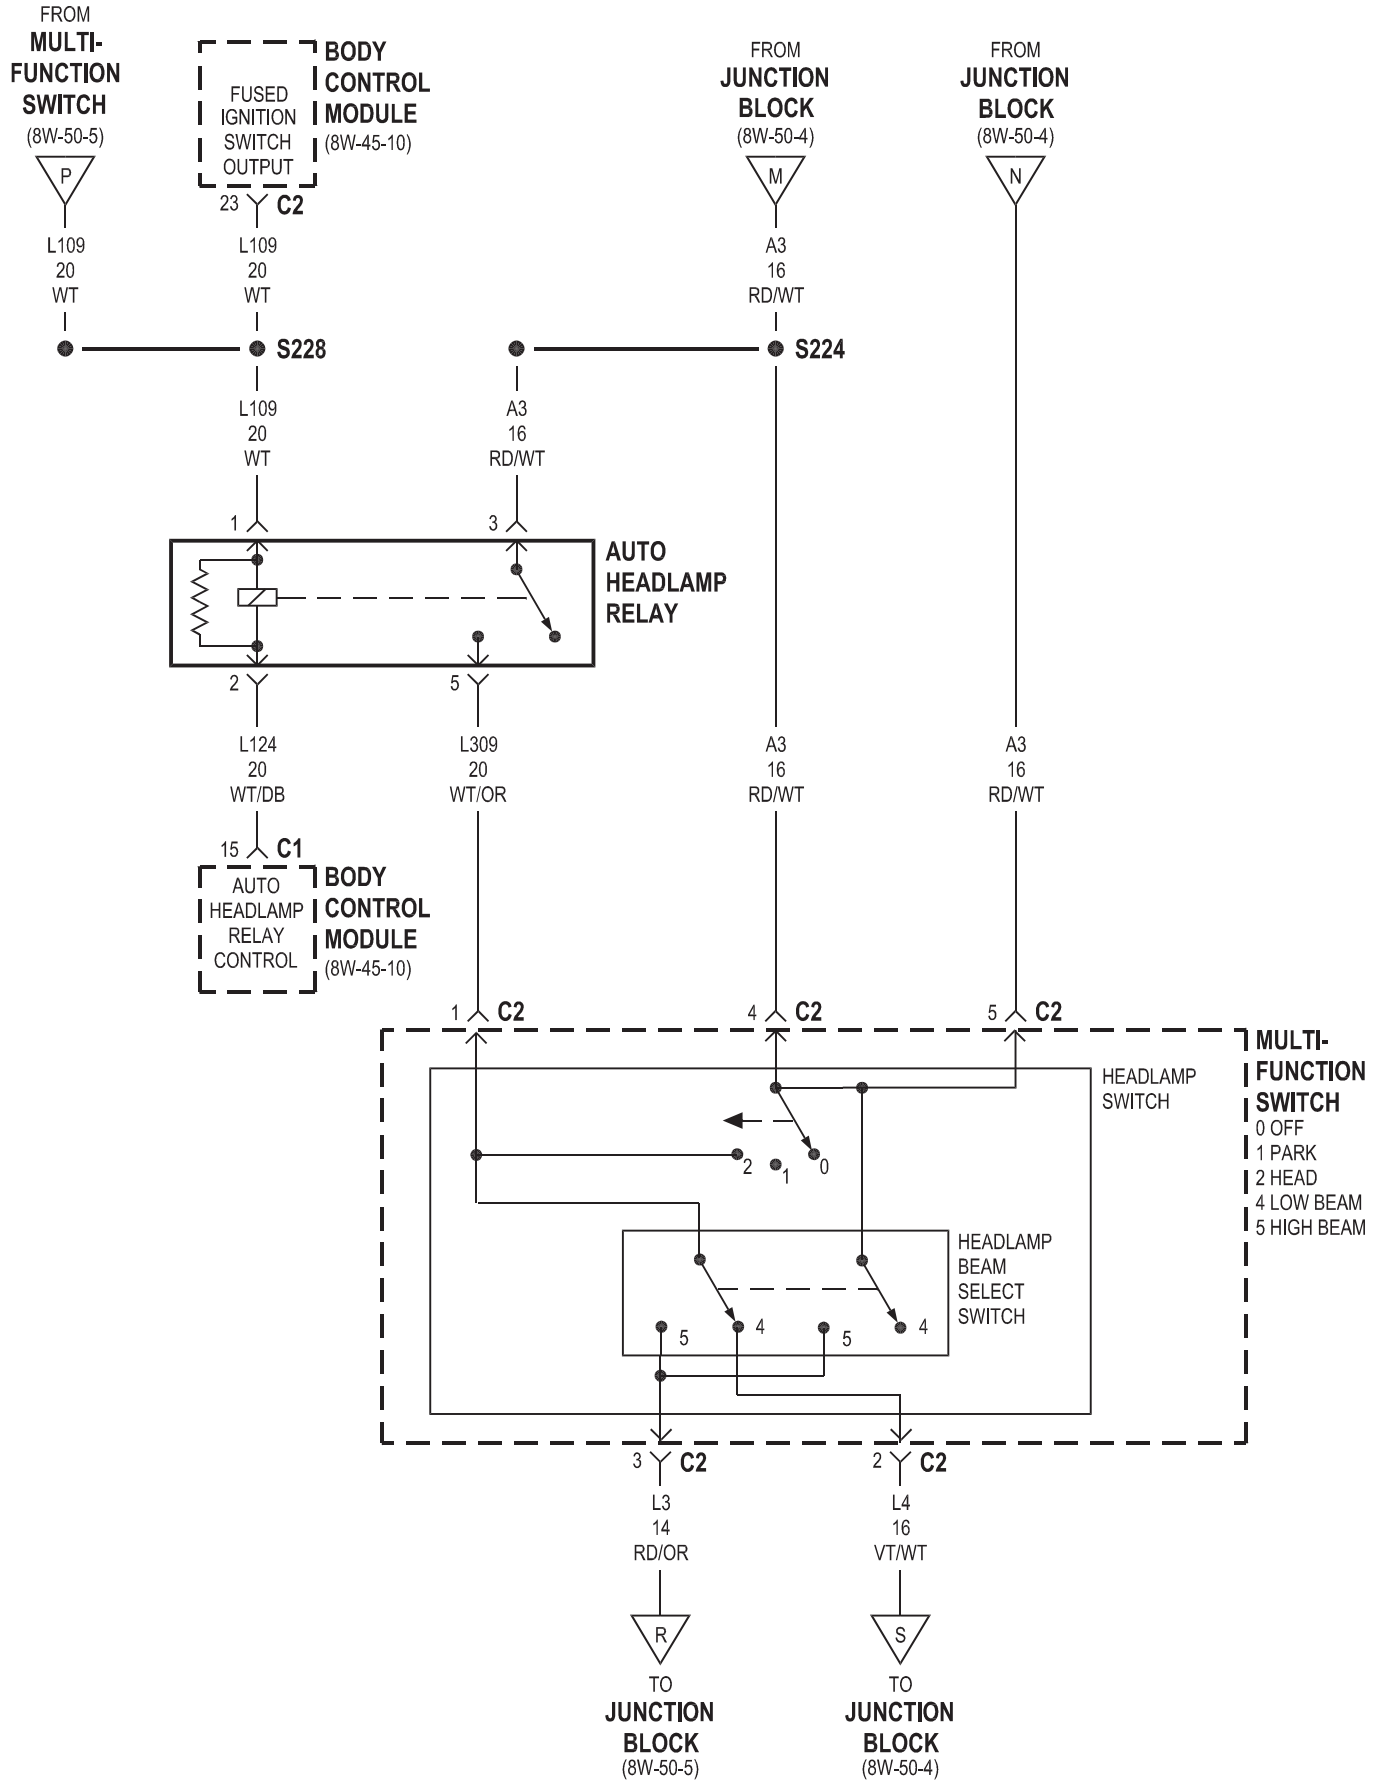 FROM
MULTI-
FUNCTION
SWITCH
(8W-50-5)
P
L109
20
WT
FUSED
IGNITION
SWITCH
OUTPUT
BODY
CONTROL
MODULE
(8W-45-10)
23 C2
L109
20
WT
S228
FROM
JUNCTION
BLOCK
(8W-50-4)
M
A3
16
RD/WT
S224
FROM
JUNCTION
BLOCK
(8W-50-4)
N
L109
20
WT
A3
16
RD/WT
1
3
AUTO
HEADLAMP
RELAY
2
5
L124
20
WT/DB
L309
20
WT/OR
A3
16
RD/WT
A3
16
RD/WT
15 C1
AUTO
HEADLAMP
RELAY
CONTROL
BODY
CONTROL
MODULE
(8W-45-10)
1 C2
4 C2
5 C2
MULTI-
FUNCTION
SWITCH
0 OFF
1 PARK
2 HEAD
4 LOW BEAM
5 HIGH BEAM
HEADLAMP
SWITCH
2
1
0
HEADLAMP
BEAM
SELECT
SWITCH
5
4
5
4
3 C2
2 C2
L3
14
RD/OR
L4
16
VT/WT
R
S
TO
JUNCTION
BLOCK
(8W-50-5)
TO
JUNCTION
BLOCK
(8W-50-4)